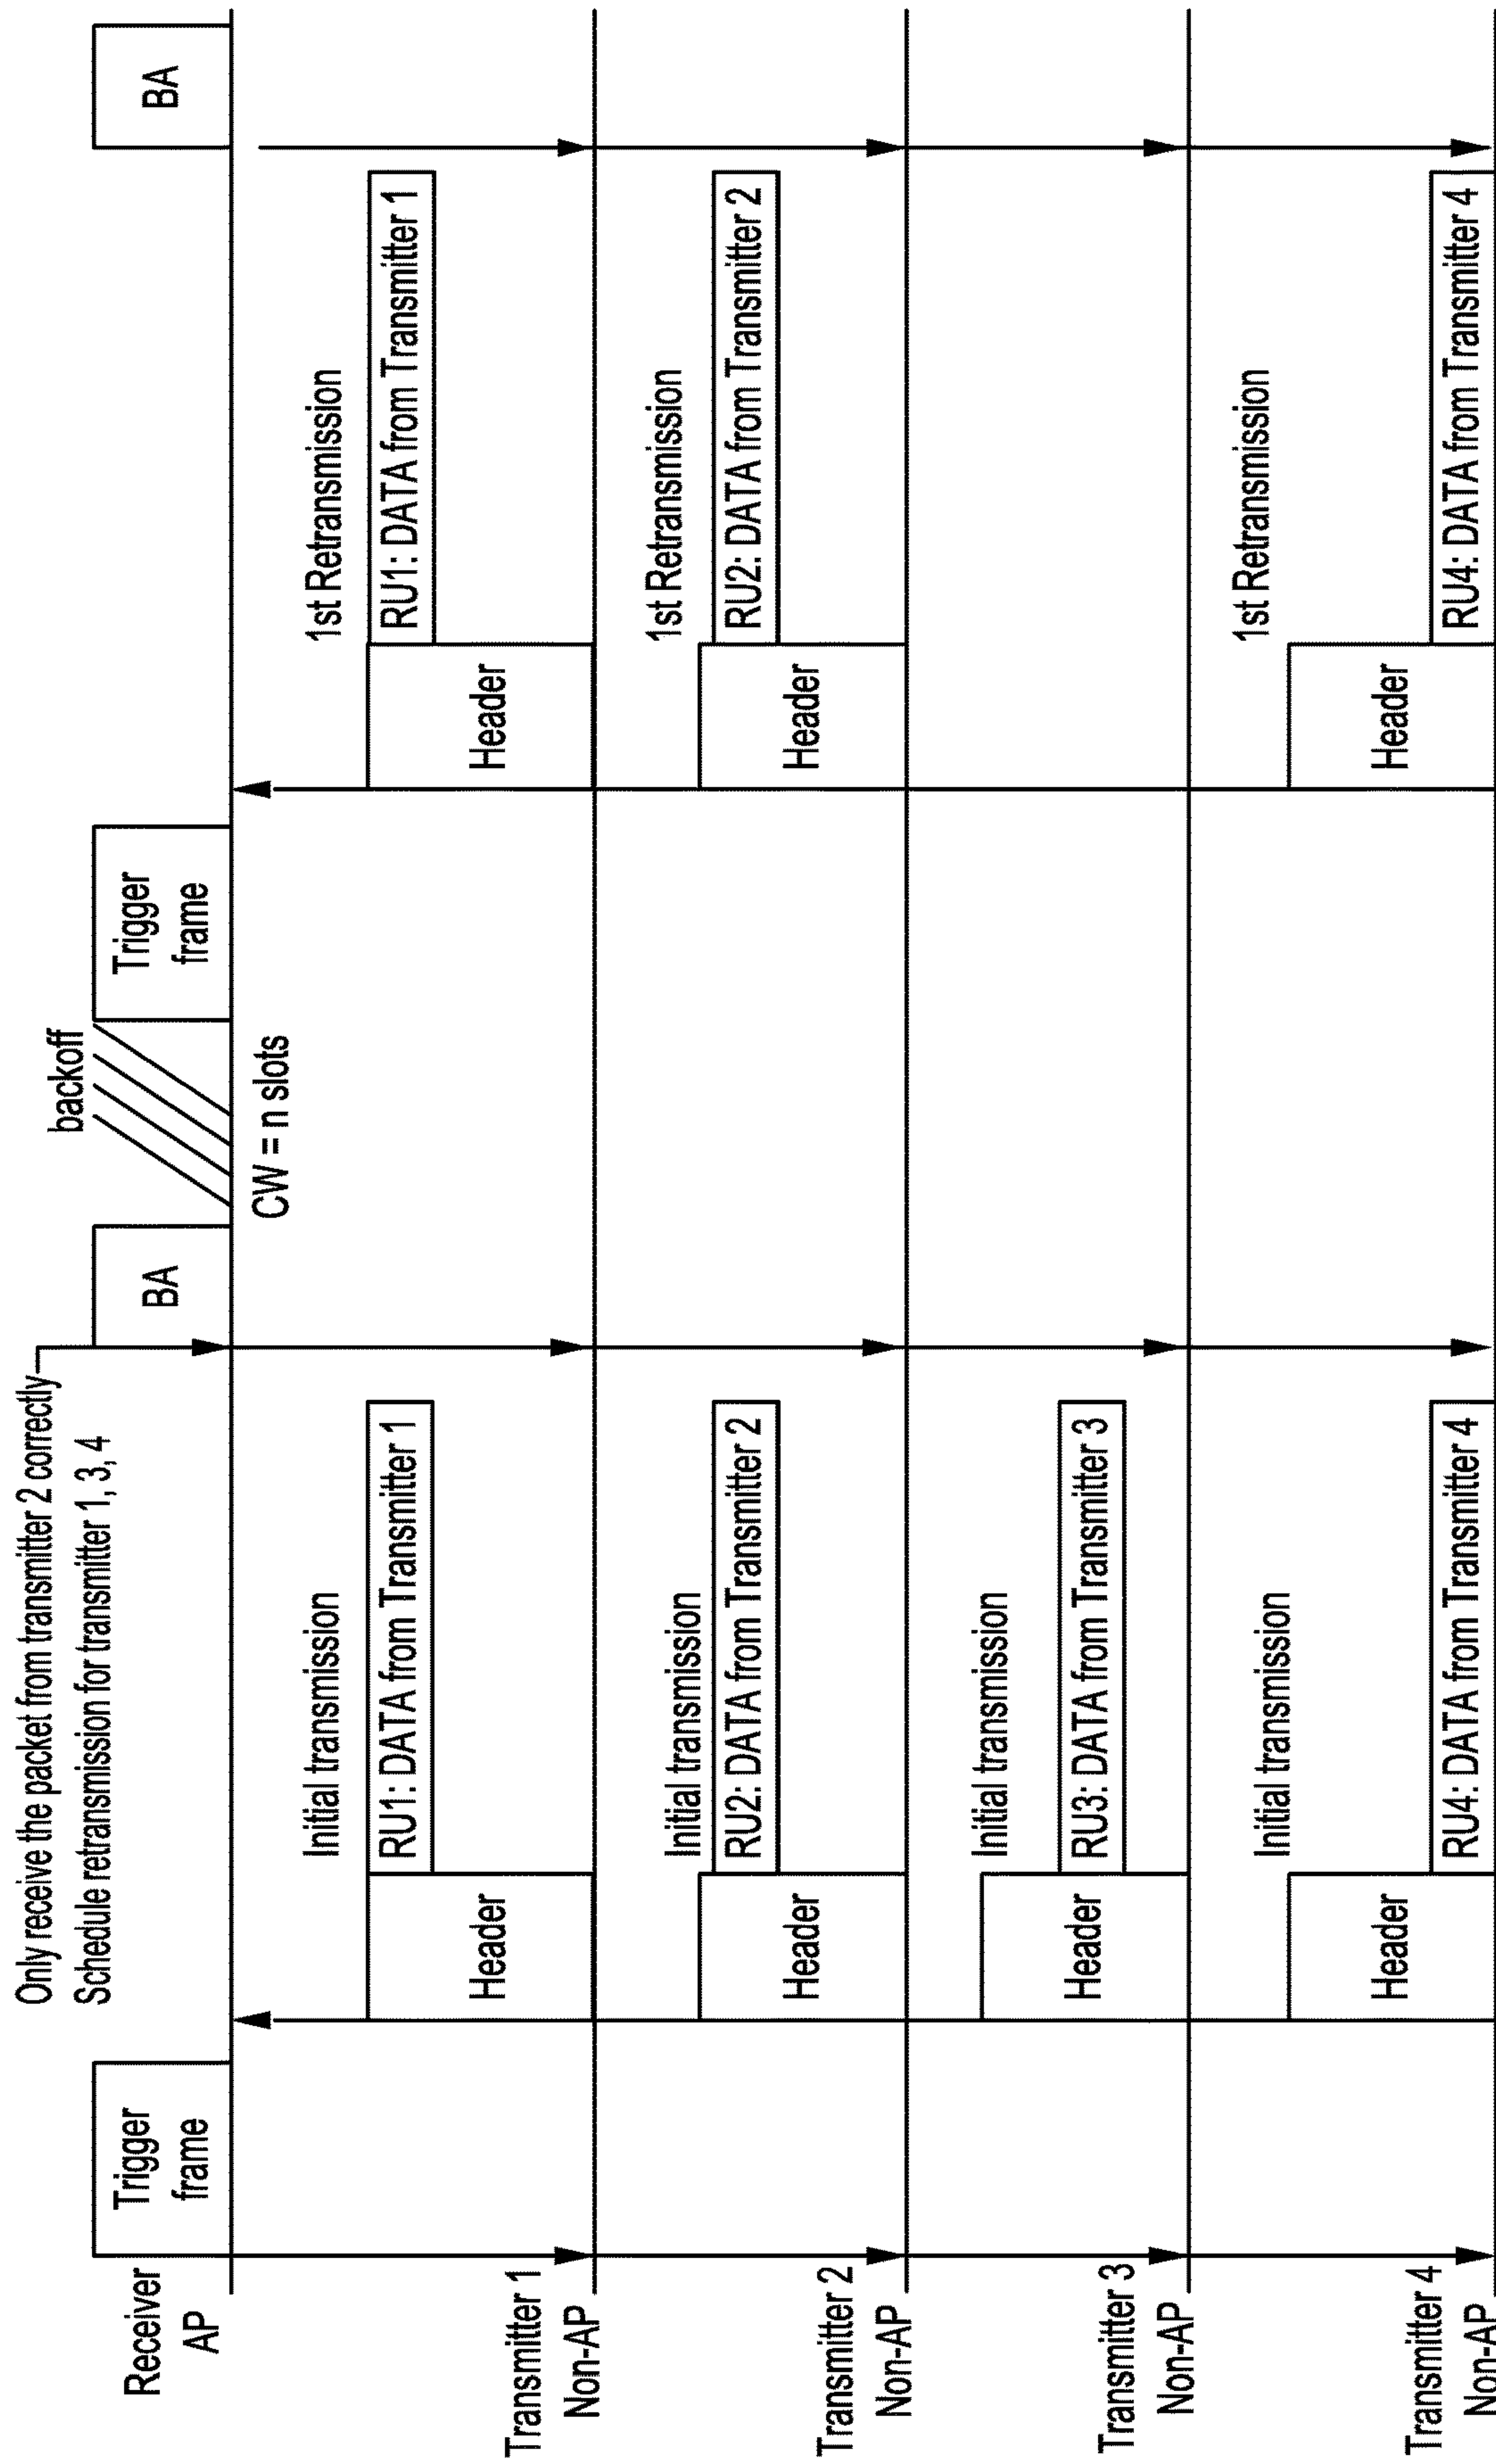 Only receive the packet from transmitter 2 correctly
Schedule retransmission for transmitter 1, 3, 4
backoff
Receiver
AP
Trigger
frame
BA
CW = n slots
Trigger
frame
BA
Transmitter 1
Non-AP
Header
Initial transmission
RU1: DATA from Transmitter 1
Header
1st Retransmission
RU1: DATA from Transmitter 1
Transmitter 2
Non-AP
Header
Initial transmission
RU2: DATA from Transmitter 2
Header
1st Retransmission
RU2: DATA from Transmitter 2
Transmitter 3
Non-AP
Header
Initial transmission
RU3: DATA from Transmitter 3
Transmitter 4
Non-AP
Header
Initial transmission
RU4: DATA from Transmitter 4
Header
1st Retransmission
RU4: DATA from Transmitter 4